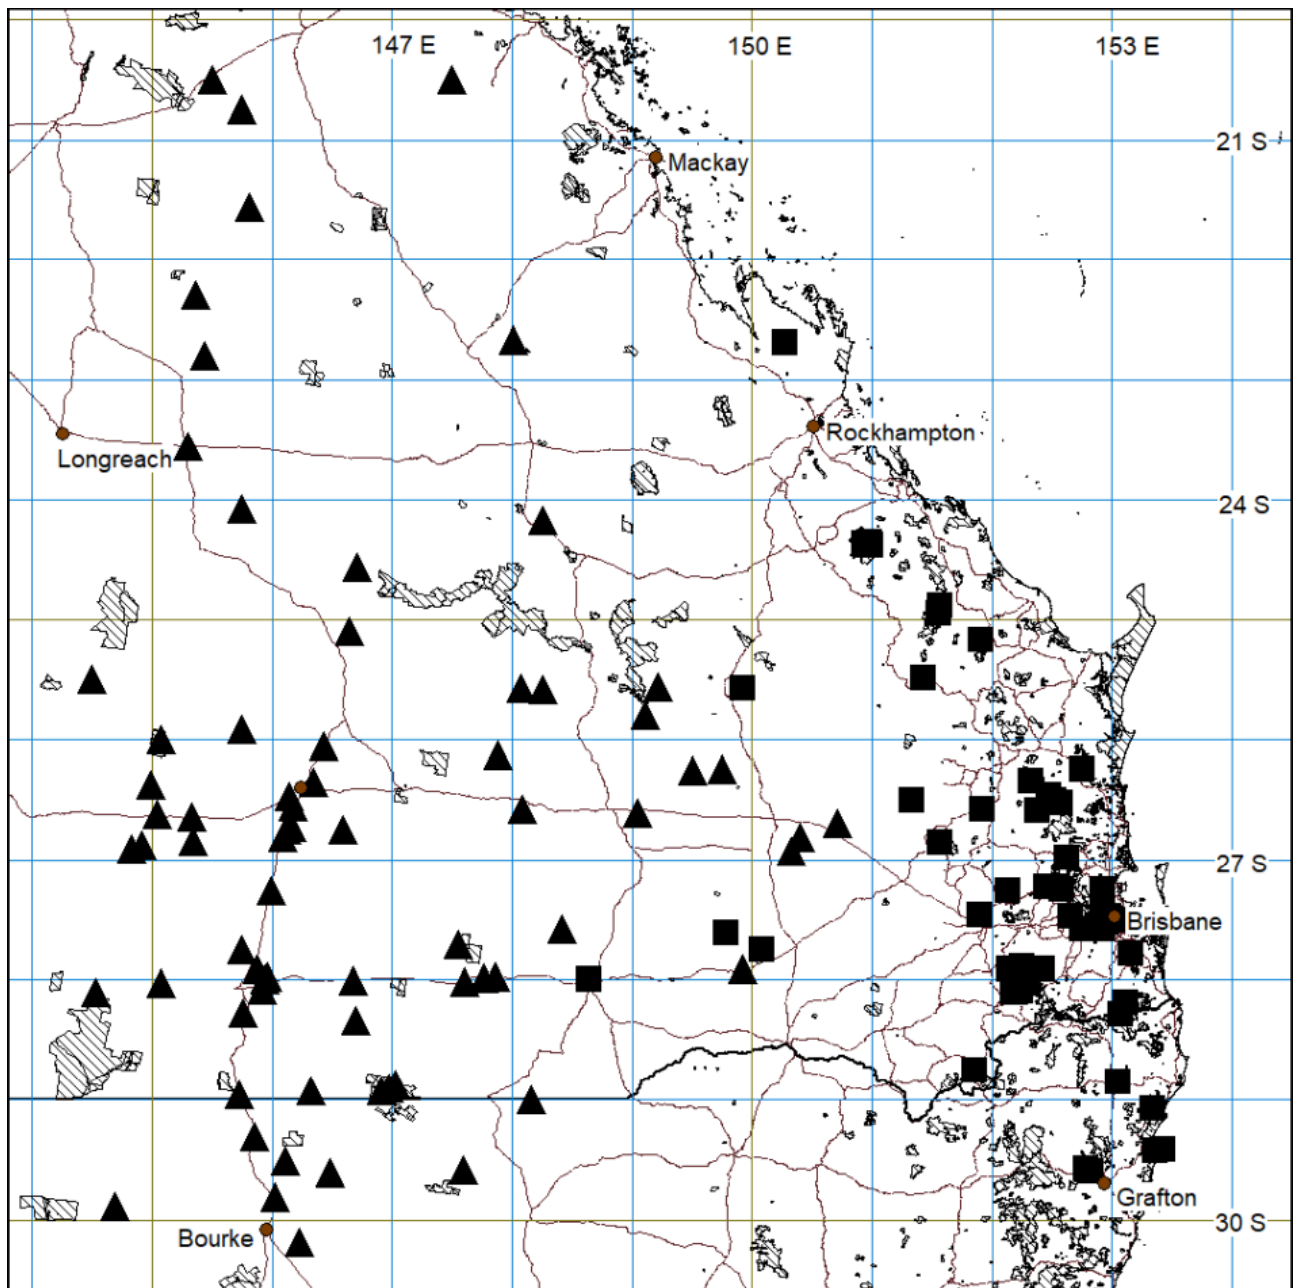 147 E
150 E
153 E
21 S
Mackay
Rockhampton
Longreach
24 S
27 S
Brisbane
Grafton
30 S
Bourke